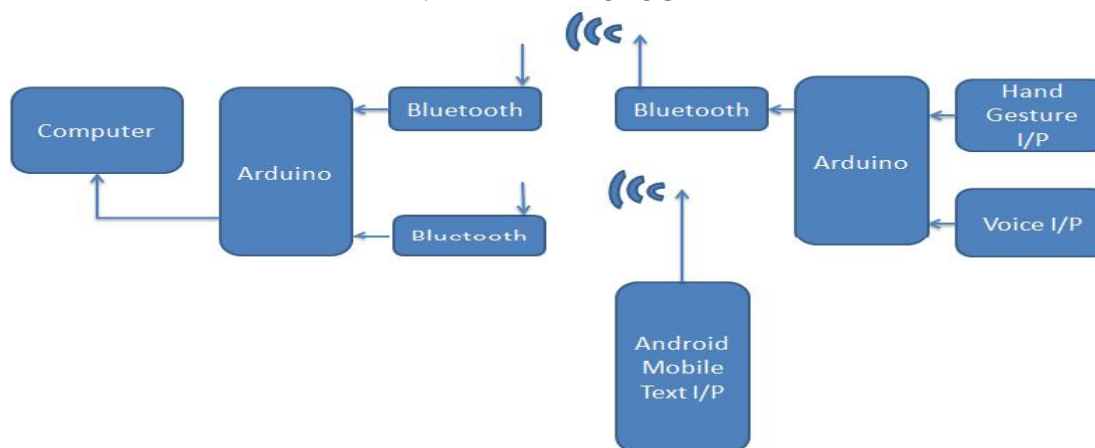 Computer
Arduino
Bluetooth
Bluetooth
Bluetooth
Arduino
Hand
Gesture
I/P
Voice I/P
Android
Mobile
Text I/P